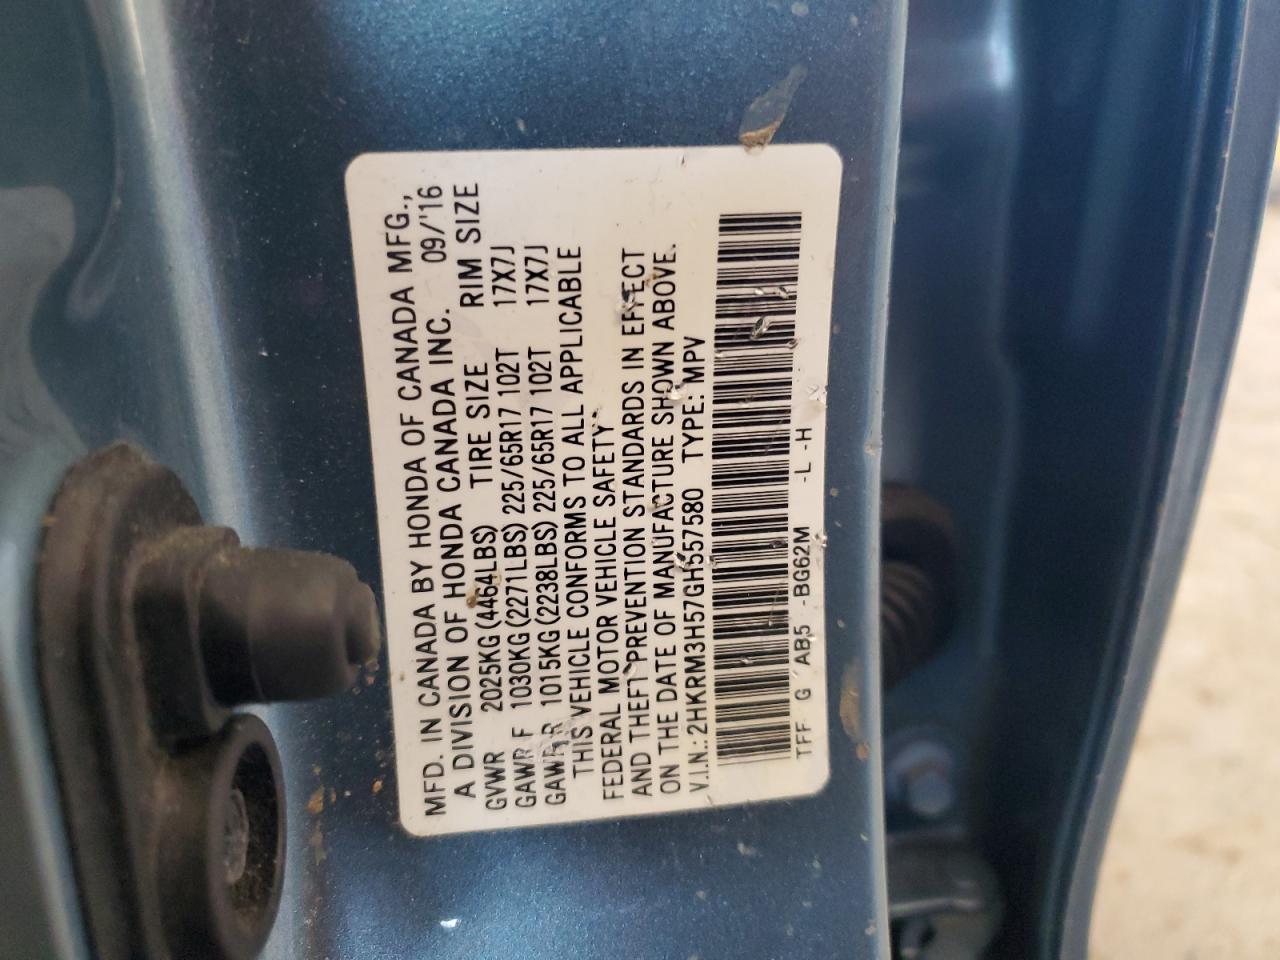 MFD. IN CANADA BY HONDA OF CANADA MFG.,
A DIVISION OF HONDA CANADA INC. 09/'16
TIRE SIZE RIM SIZE
GVWR 2025KG (4464LBS)
GAWR F 1030KG (2271LBS) 225/65R17 102T 17X7J
GAWR R 1015KG (2238LBS) 225/65R17 102T 17X7J
THIS VEHICLE CONFORMS TO ALL APPLICABLE
FEDERAL MOTOR VEHICLE SAFETY
AND THEFT PREVENTION STANDARDS IN EFFECT
ON THE DATE OF MANUFACTURE SHOWN ABOVE.
V.I.N.: 2HKRM3H57GH557580 TYPE: MPV
TFF G AB5 -BG62M -L -H